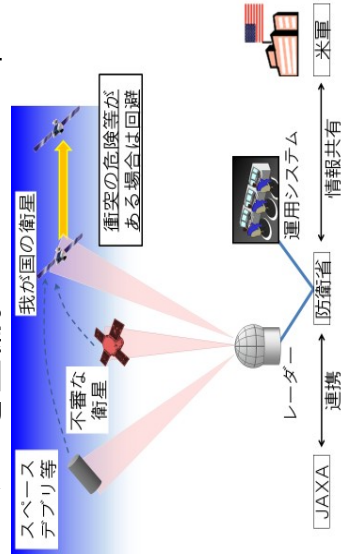 スペース
デブリ等
不審な
衛星
我が国の衛星
衝突の危険等が
ある場合は回避
レーダー
運用システム
JAXA
連携
防衛省
情報共有
米軍